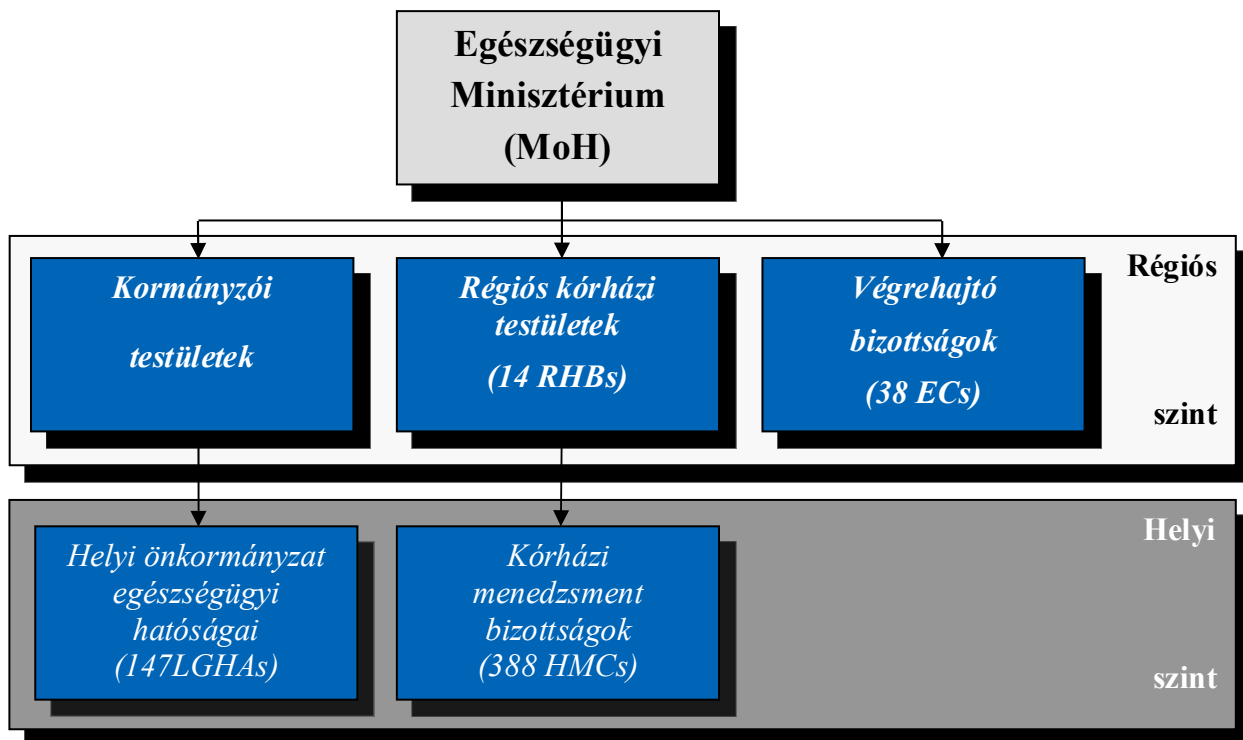 Egészségügyi
Minisztérium
(MoH)
Kormányzói
testületek
Régiós kórházi
testületek
(14 RHBs)
Végrehajtó
bizottságok
(38 ECs)
Régiós
szint
Helyi önkormányzat
egészségügyi
hatóságai
(147LGHAs)
Kórházi
menedzsment
bizottságok
(388 HMCs)
Helyi
szint